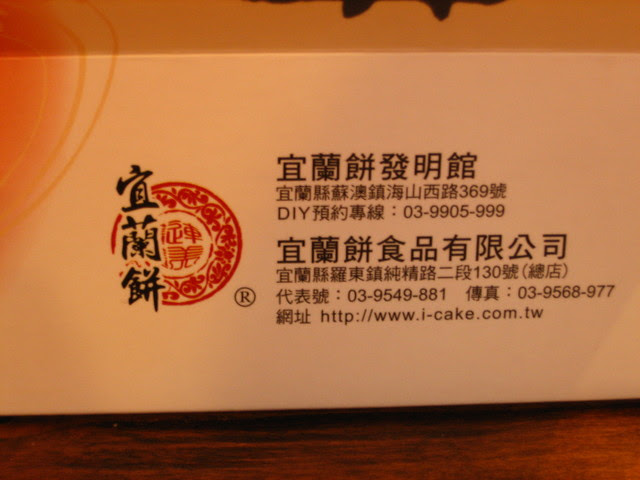 宜蘭餅
連美
®
宜蘭餅發明館
宜蘭縣蘇澳鎮海山西路369號
DIY預約專線：03-9905-999
宜蘭餅食品有限公司
宜蘭縣羅東鎮純精路二段130號(總店)
代表號：03-9549-881 傳真：03-9568-977
網址 http://www.i-cake.com.tw